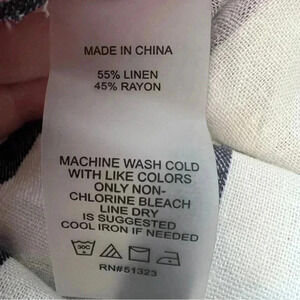 MADE IN CHINA
55% LINEN
45% RAYON
MACHINE WASH COLD
WITH LIKE COLORS
ONLY NON-
CHLORINE BLEACH
LINE DRY
IS SUGGESTED
COOL IRON IF NEEDED
30C
RN#51323